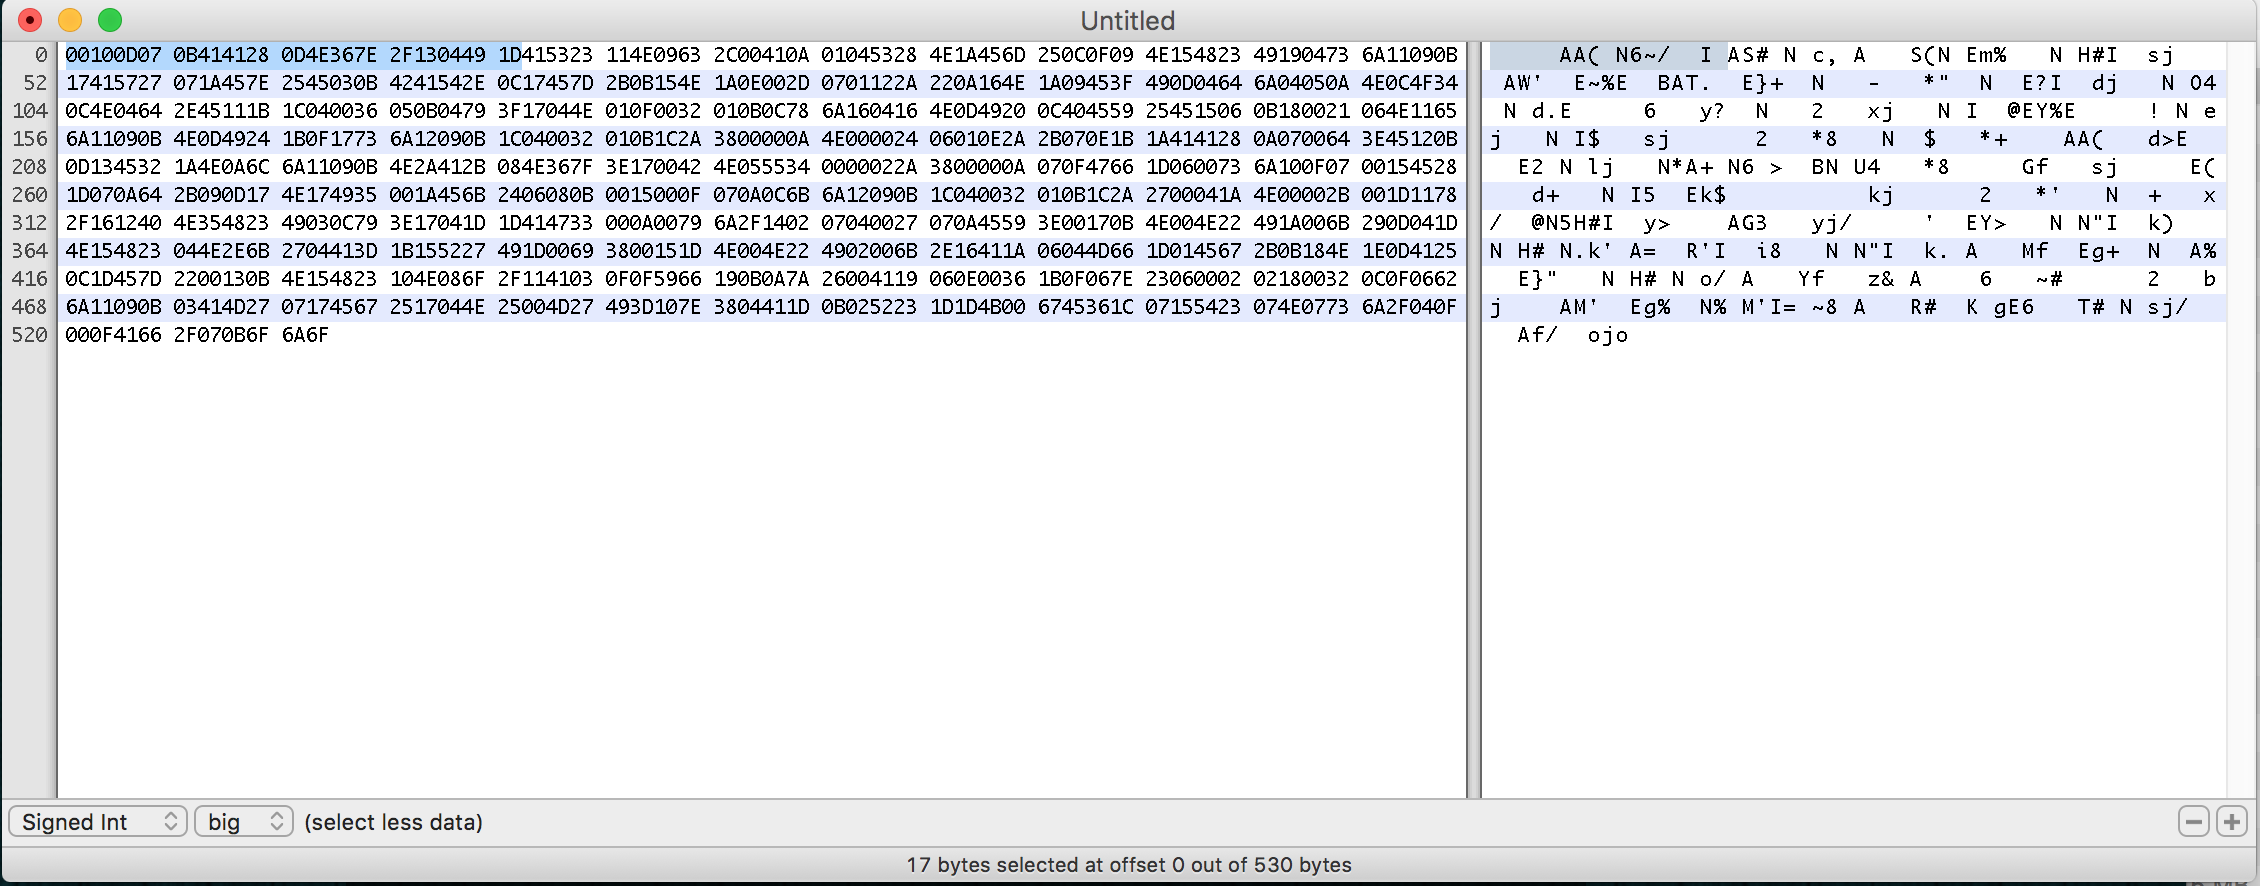 Untitled
0 00100D07 0B414128 0D4E367E 2F130449 1D415323 114E0963 2C00410A 01045328 4E1A456D 250C0F09 4E154823 49190473 6A11090B AA( N6~/ I AS# N c, A S(N Em% N H#I sj
52 17415727 071A457E 2545030B 4241542E 0C17457D 2B0B154E 1A0E002D 0701122A 220A164E 1A09453F 490D0464 6A04050A 4E0C4F34 AW' E~%E BAT. E}+ N - *" N E?I dj N O4
104 0C4E0464 2E45111B 1C040036 050B0479 3F17044E 010F0032 010B0C78 6A160416 4E0D4920 0C404559 25451506 0B180021 064E1165 N d.E 6 y? N 2 xj N I @EY%E ! N e
156 6A11090B 4E0D4924 1B0F1773 6A12090B 1C040032 010B1C2A 3800000A 4E000024 06010E2A 2B070E1B 1A414128 0A070064 3E45120B j N I$ sj 2 *8 N $ *+ AA( d>E
208 0D134532 1A4E0A6C 6A11090B 4E2A412B 084E367F 3E170042 4E055534 0000022A 3800000A 070F4766 1D060073 6A100F07 00154528 E2 N lj N*A+ N6 > BN U4 *8 Gf sj E(
260 1D070A64 2B090D17 4E174935 001A456B 2406080B 0015000F 070A0C6B 6A12090B 1C040032 010B1C2A 2700041A 4E00002B 001D1178 d+ N I5 Ek$ kj 2 *' N + x
312 2F161240 4E354823 49030C79 3E17041D 1D414733 000A0079 6A2F1402 07040027 070A4559 3E00170B 4E004E22 491A006B 290D041D / @N5H#I y> AG3 yj/ ' EY> N N"I k)
364 4E154823 044E2E6B 2704413D 1B155227 491D0069 3800151D 4E004E22 4902006B 2E16411A 06044D66 1D014567 2B0B184E 1E0D4125 N H# N.k' A= R'I i8 N N"I k. A Mf Eg+ N A%
416 0C1D457D 2200130B 4E154823 104E086F 2F114103 0F0F5966 190B0A7A 26004119 060E0036 1B0F067E 23060002 02180032 0C0F0662 E}" N H# N o/ A Yf z& A 6 ~# 2 b
468 6A11090B 03414D27 07174567 2517044E 25004D27 493D107E 3804411D 0B025223 1D1D4B00 6745361C 07155423 074E0773 6A2F040F j AM' Eg% N% M'I= ~8 A R# K gE6 T# N sj/
520 000F4166 2F070B6F 6A6F Af/ ojo
Signed Int big (select less data)
17 bytes selected at offset 0 out of 530 bytes